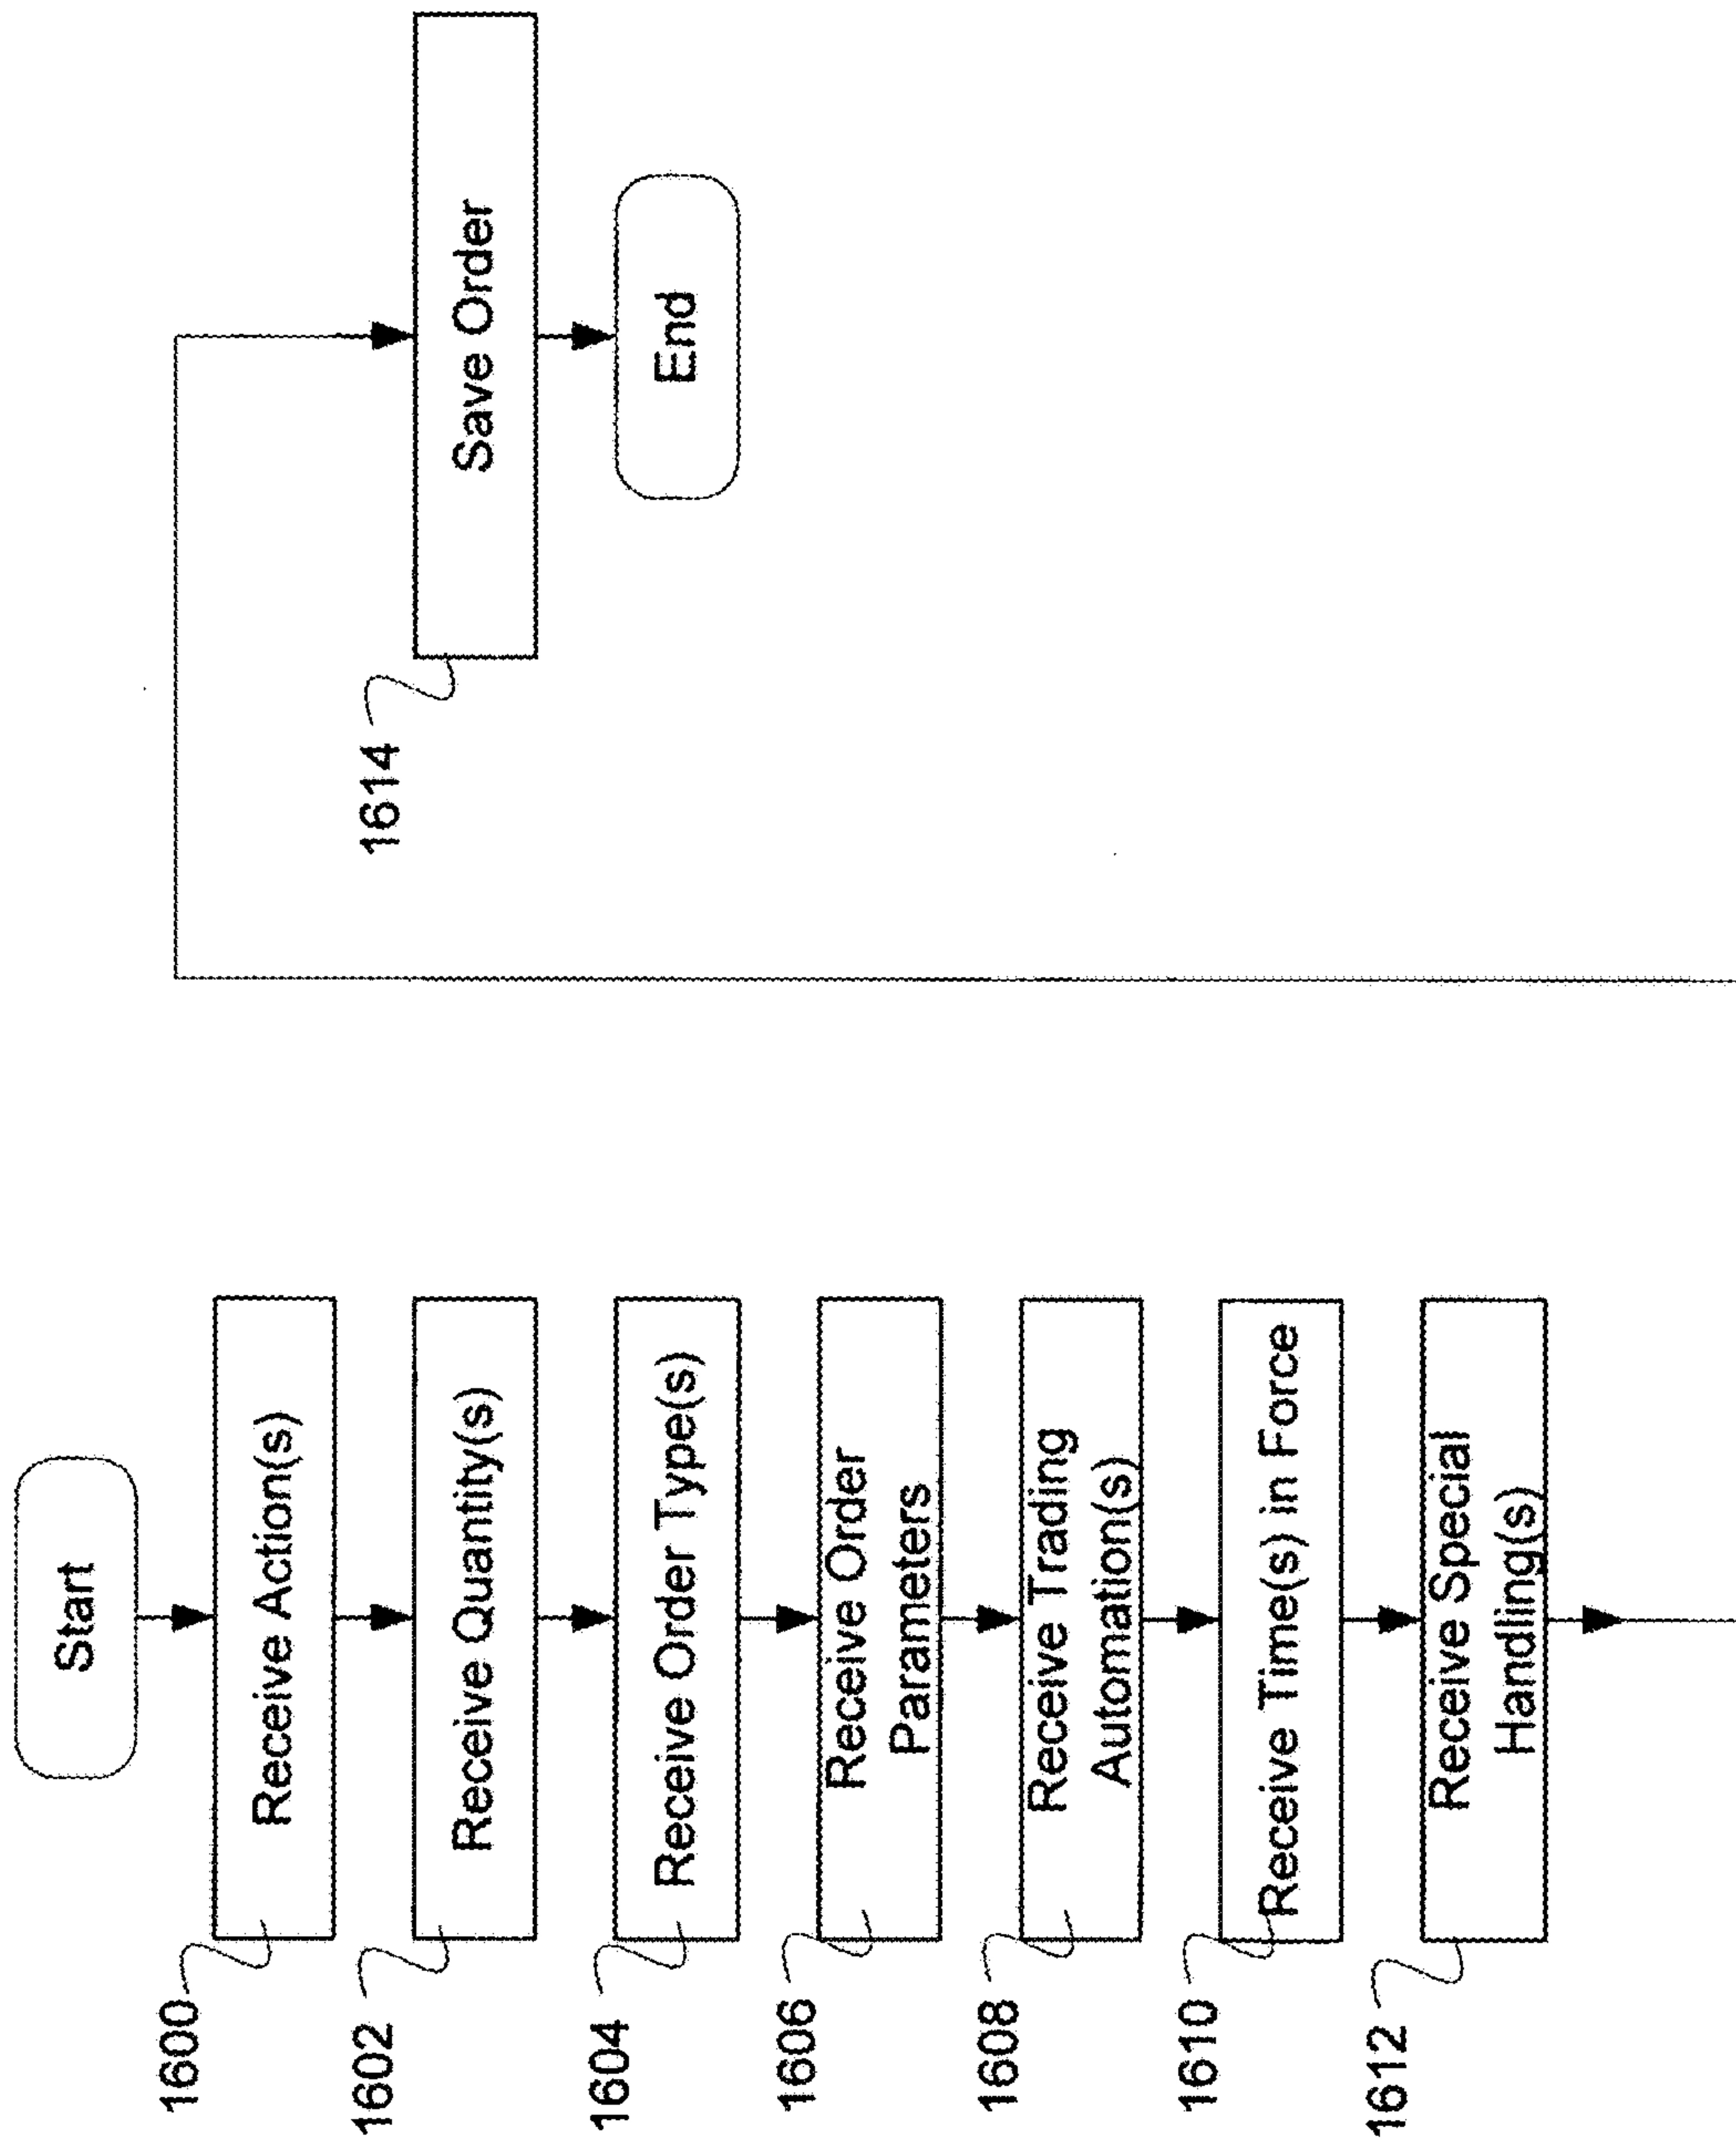 Start
1600
Receive Action(s)
1602
Receive Quantity(s)
1604
Receive Order Type(s)
1606
Receive Order
Parameters
1608
Receive Trading
Automation(s)
1610
Receive Time(s) in Force
1612
Receive Special
Handling(s)
1614
Save Order
End